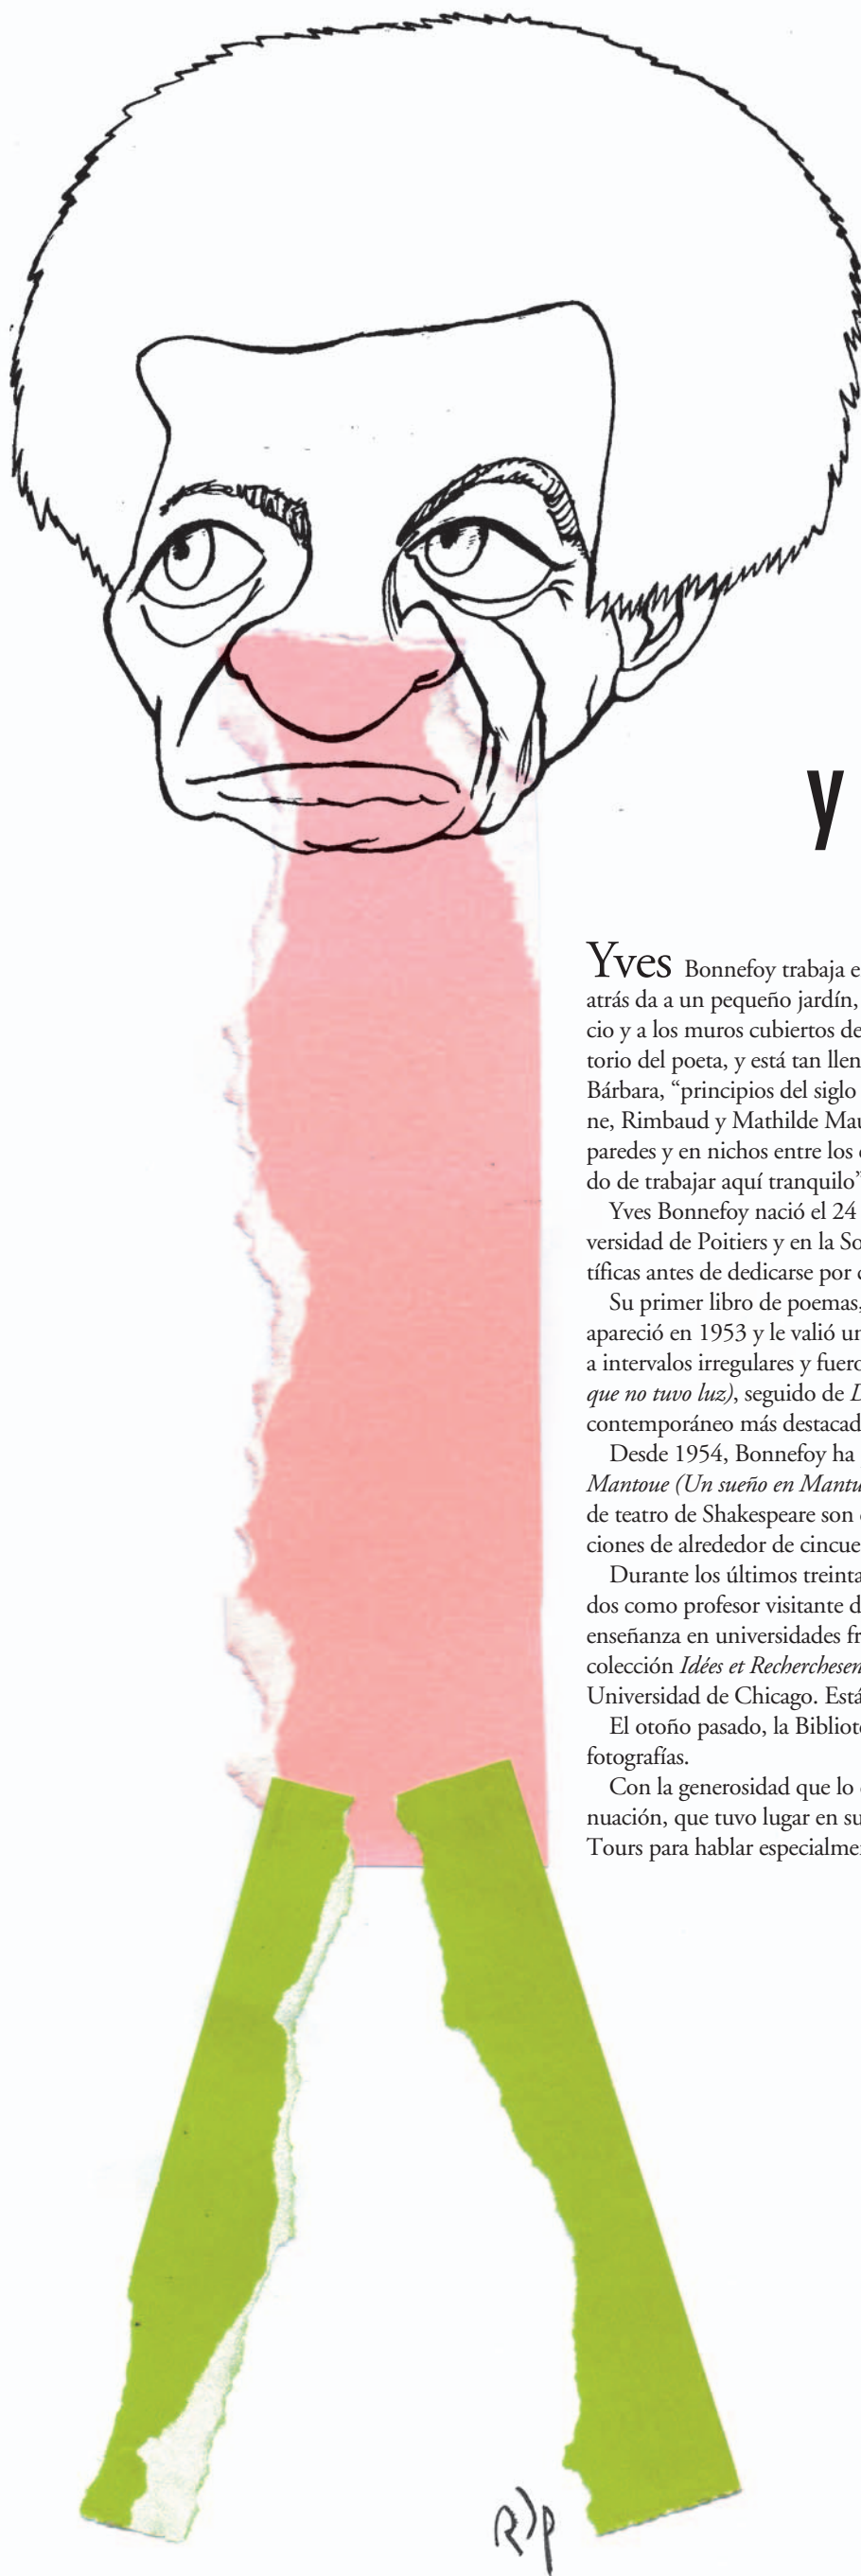 y
Yves Bonnefoy trabaja e
atrás da a un pequeño jardín,
cio y a los muros cubiertos de
torio del poeta, y está tan llen
Bárbara, “principios del siglo
ne, Rimbaud y Mathilde Mau
paredes y en nichos entre los
do de trabajar aquí tranquilo”
Yves Bonnefoy nació el 24
versidad de Poitiers y en la So
tíficas antes de dedicarse por
Su primer libro de poemas,
apareció en 1953 y le valió un
a intervalos irregulares y fuero
que no tuvo luz), seguido de D
contemporáneo más destacad
Desde 1954, Bonnefoy ha
Mantoue (Un sueño en Mantu
de teatro de Shakespeare son
ciones de alrededor de cincue
Durante los últimos treinta
dos como profesor visitante d
enseñanza en universidades fr
colección Idées et Recherchesen
Universidad de Chicago. Está
El otoño pasado, la Bibliote
fotografías.
Con la generosidad que lo
nuación, que tuvo lugar en su
Tours para hablar especialmen